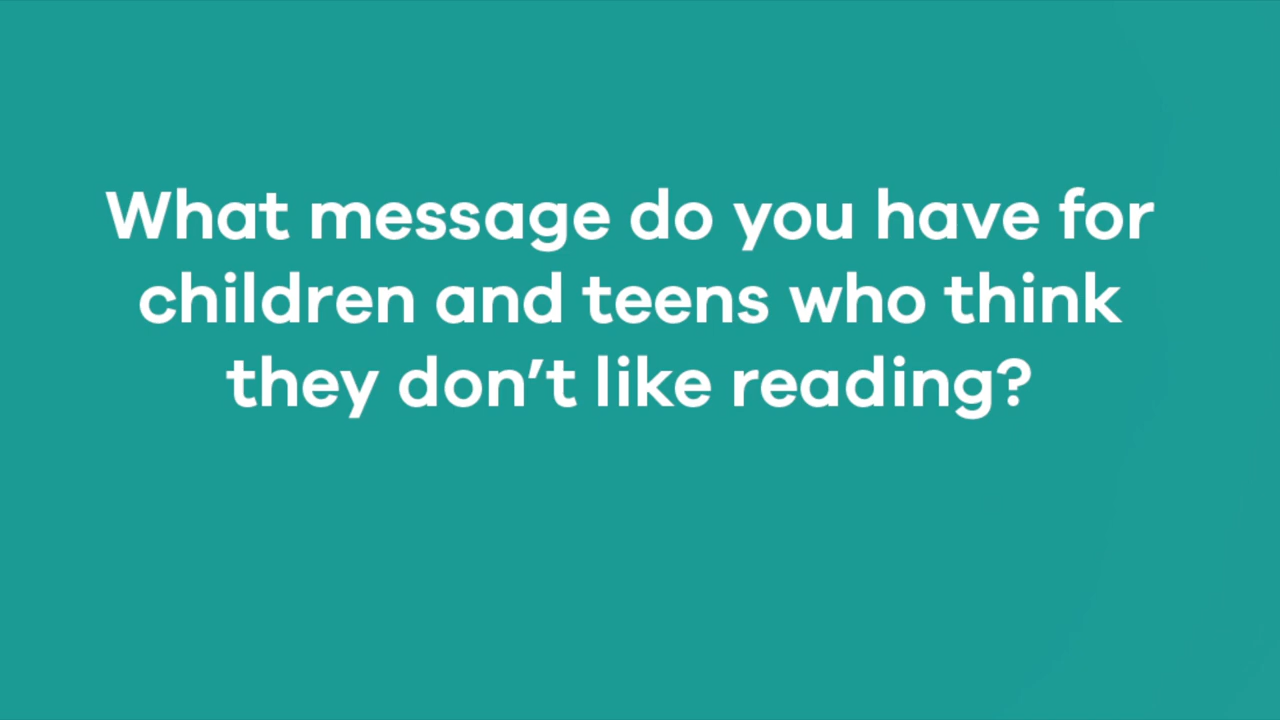 What message do you have for
children and teens who think
they don’t like reading?